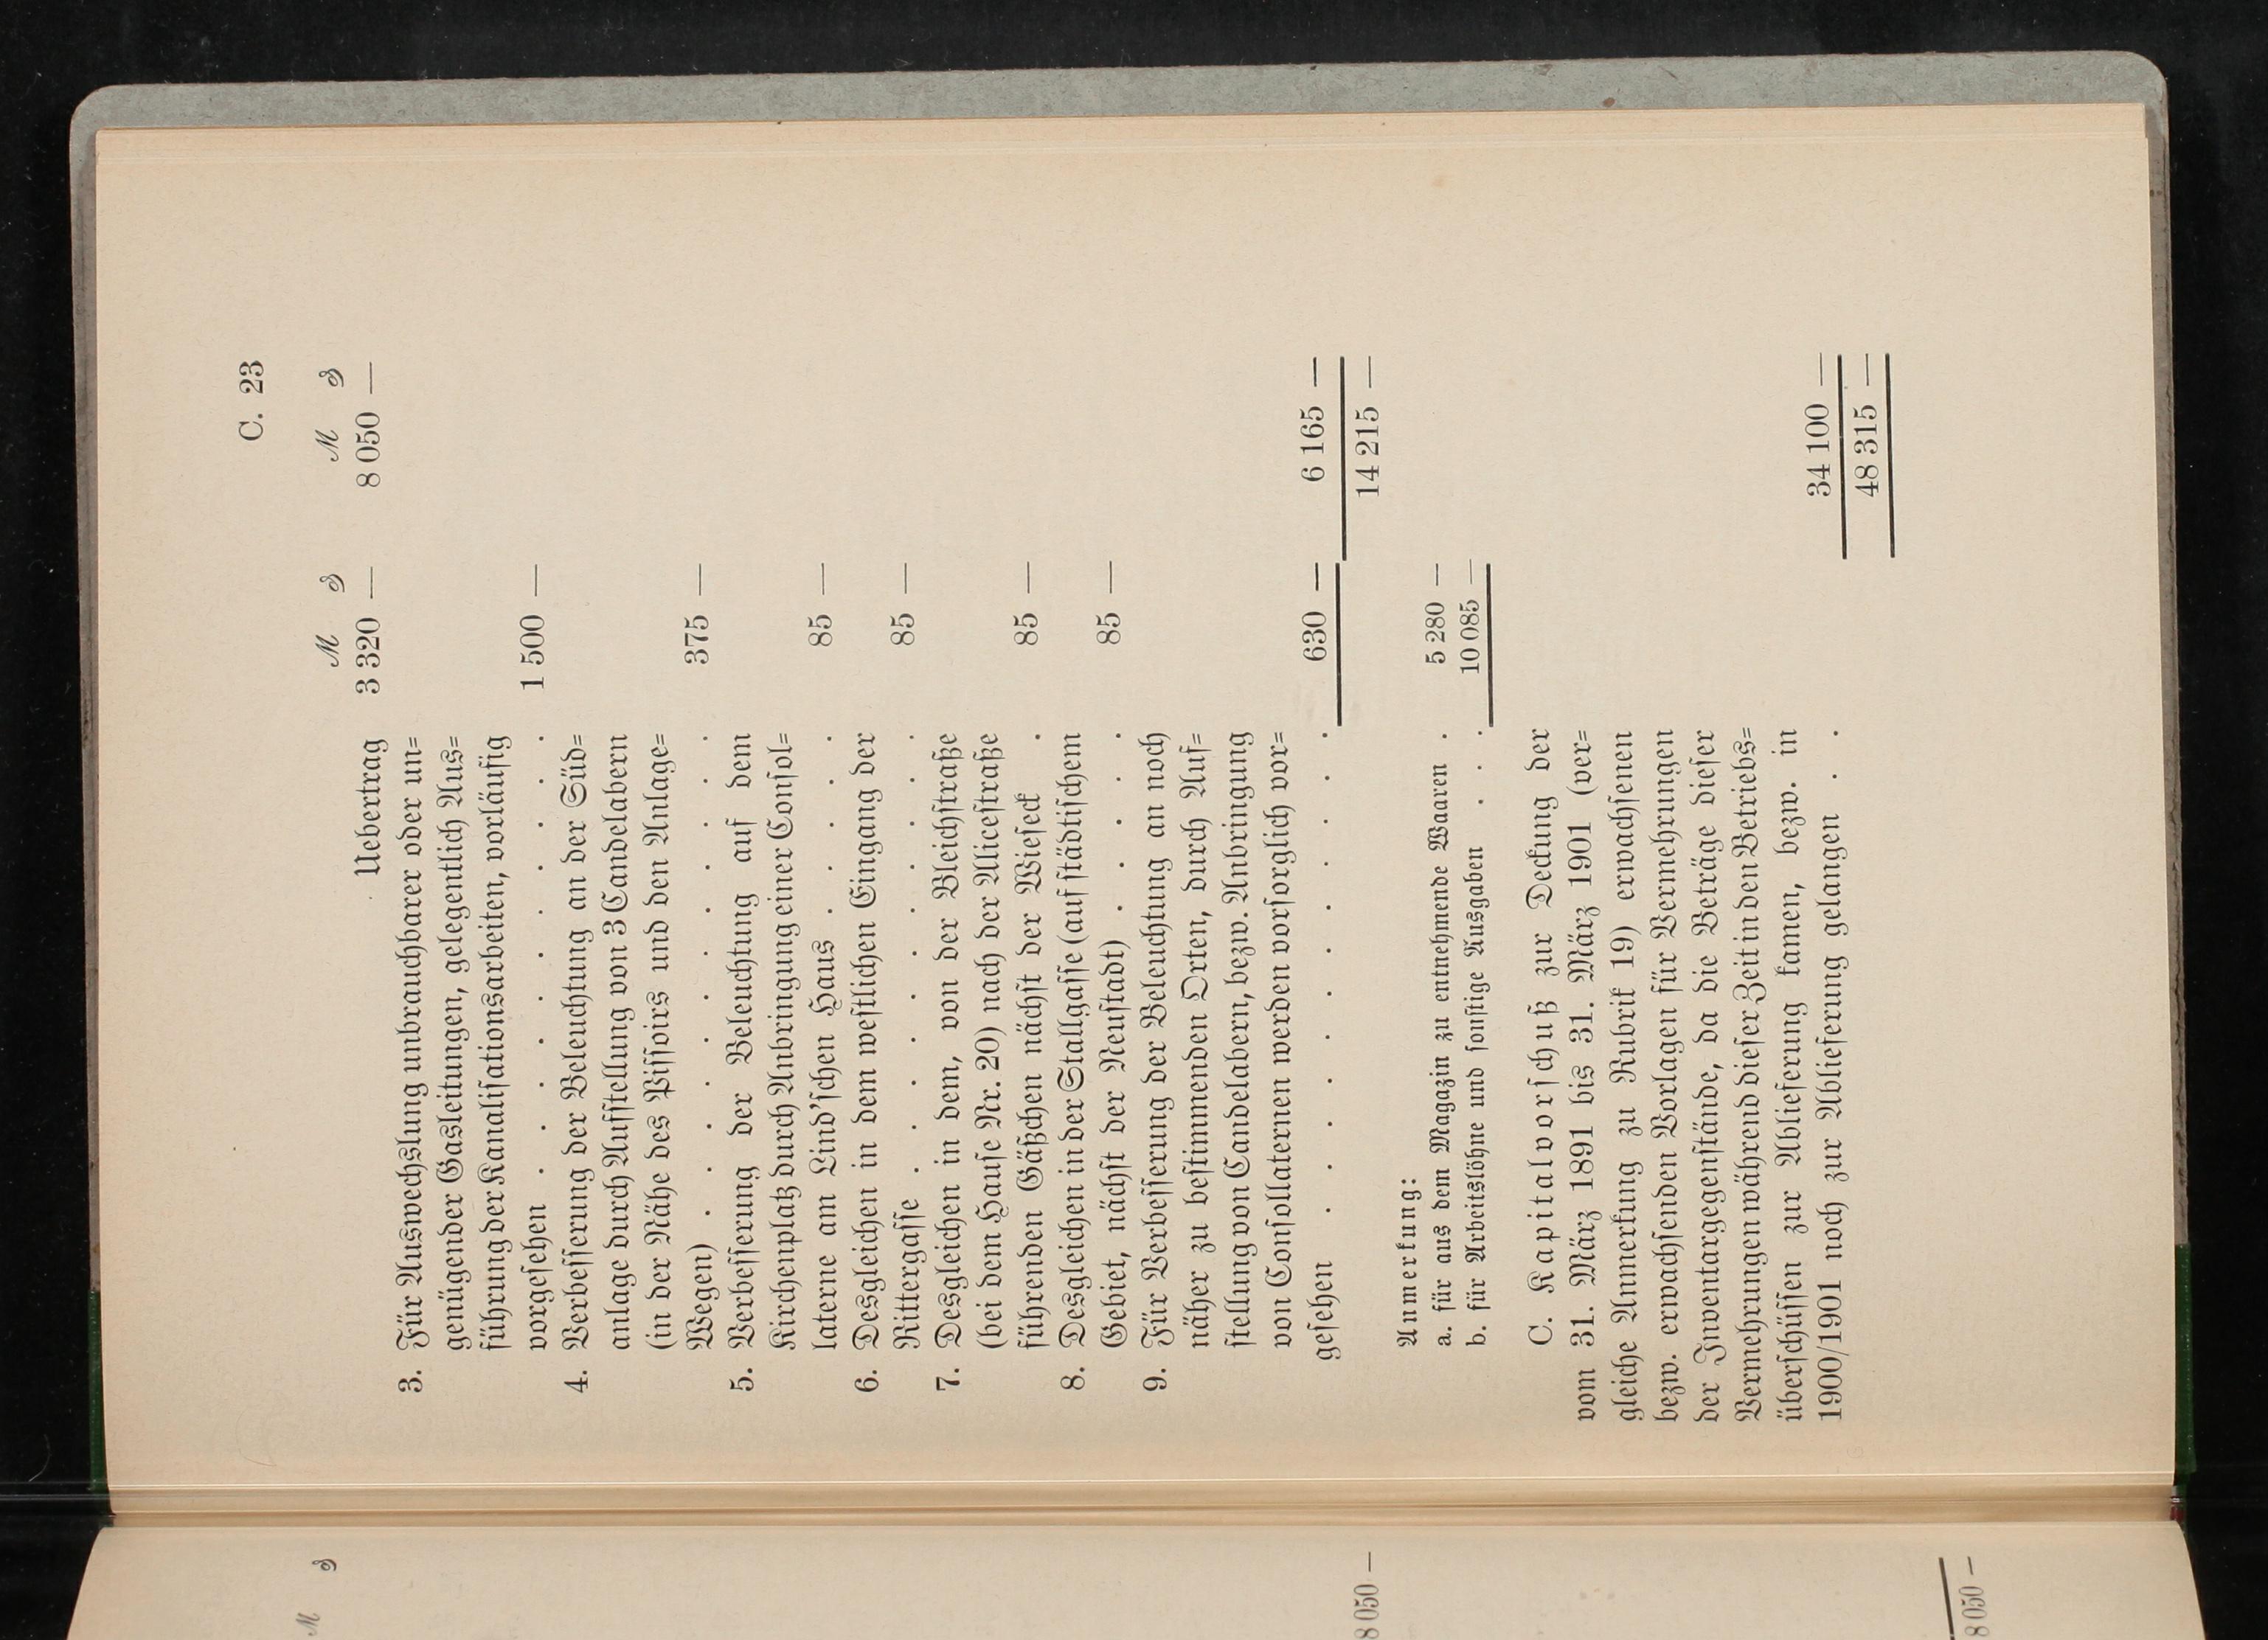 C. 23
ℳ ₰ ℳ ₰
Uebertrag 3 320 — 8 050 —
3. Für Auswechslung unbrauchbarer oder un=
genügender Gasleitungen, gelegentlich Aus=
führung der Kanalisationsarbeiten, vorläufig
vorgesehen . . . . . . . . 1 500 —
4. Verbesserung der Beleuchtung an der Süd=
anlage durch Aufstellung von 3 Candelabern
(in der Nähe des Pissoirs und den Anlage=
Wegen) . . . . . . . . . 375 —
5. Verbesserung der Beleuchtung auf dem
Kirchenplatz durch Anbringung einer Consol=
laterne am Lind'schen Haus . . . . 85 —
6. Desgleichen in dem westlichen Eingang der
Rittergasse . . . . . . . . 85 —
7. Desgleichen in dem, von der Bleichstraße
(bei dem Hause Nr. 20) nach der Alicestraße
führenden Gäßchen nächst der Wieseck . 85 —
8. Desgleichen in der Stallgasse (auf städtischem
Gebiet, nächst der Neustadt) . . . . 85 —
9. Für Verbesserung der Beleuchtung an noch
näher zu bestimmenden Orten, durch Auf=
stellung von Candelabern, bezw. Anbringung
von Consollaternen werden vorsorglich vor=
gesehen . . . . . . . . . 630 — 6 165 —
14 215 —
Anmerkung:
a. für aus dem Magazin zu entnehmende Waaren . 5 280 —
b. für Arbeitslöhne und sonstige Ausgaben . . . 10 085 —
C. Kapitalvorschuß zur Deckung der
vom 31. März 1891 bis 31. März 1901 (ver=
gleiche Anmerkung zu Rubrik 19) erwachsenen
bezw. erwachsenden Vorlagen für Vermehrungen
der Inventargegenstände, da die Beträge dieser
Vermehrungen während dieser Zeit in den Betriebs=
überschüssen zur Ablieferung kamen, bezw. in
1900/1901 noch zur Ablieferung gelangen . . 34 100 —
48 315 —
ℳ ₰
8 050 —
8 050 —